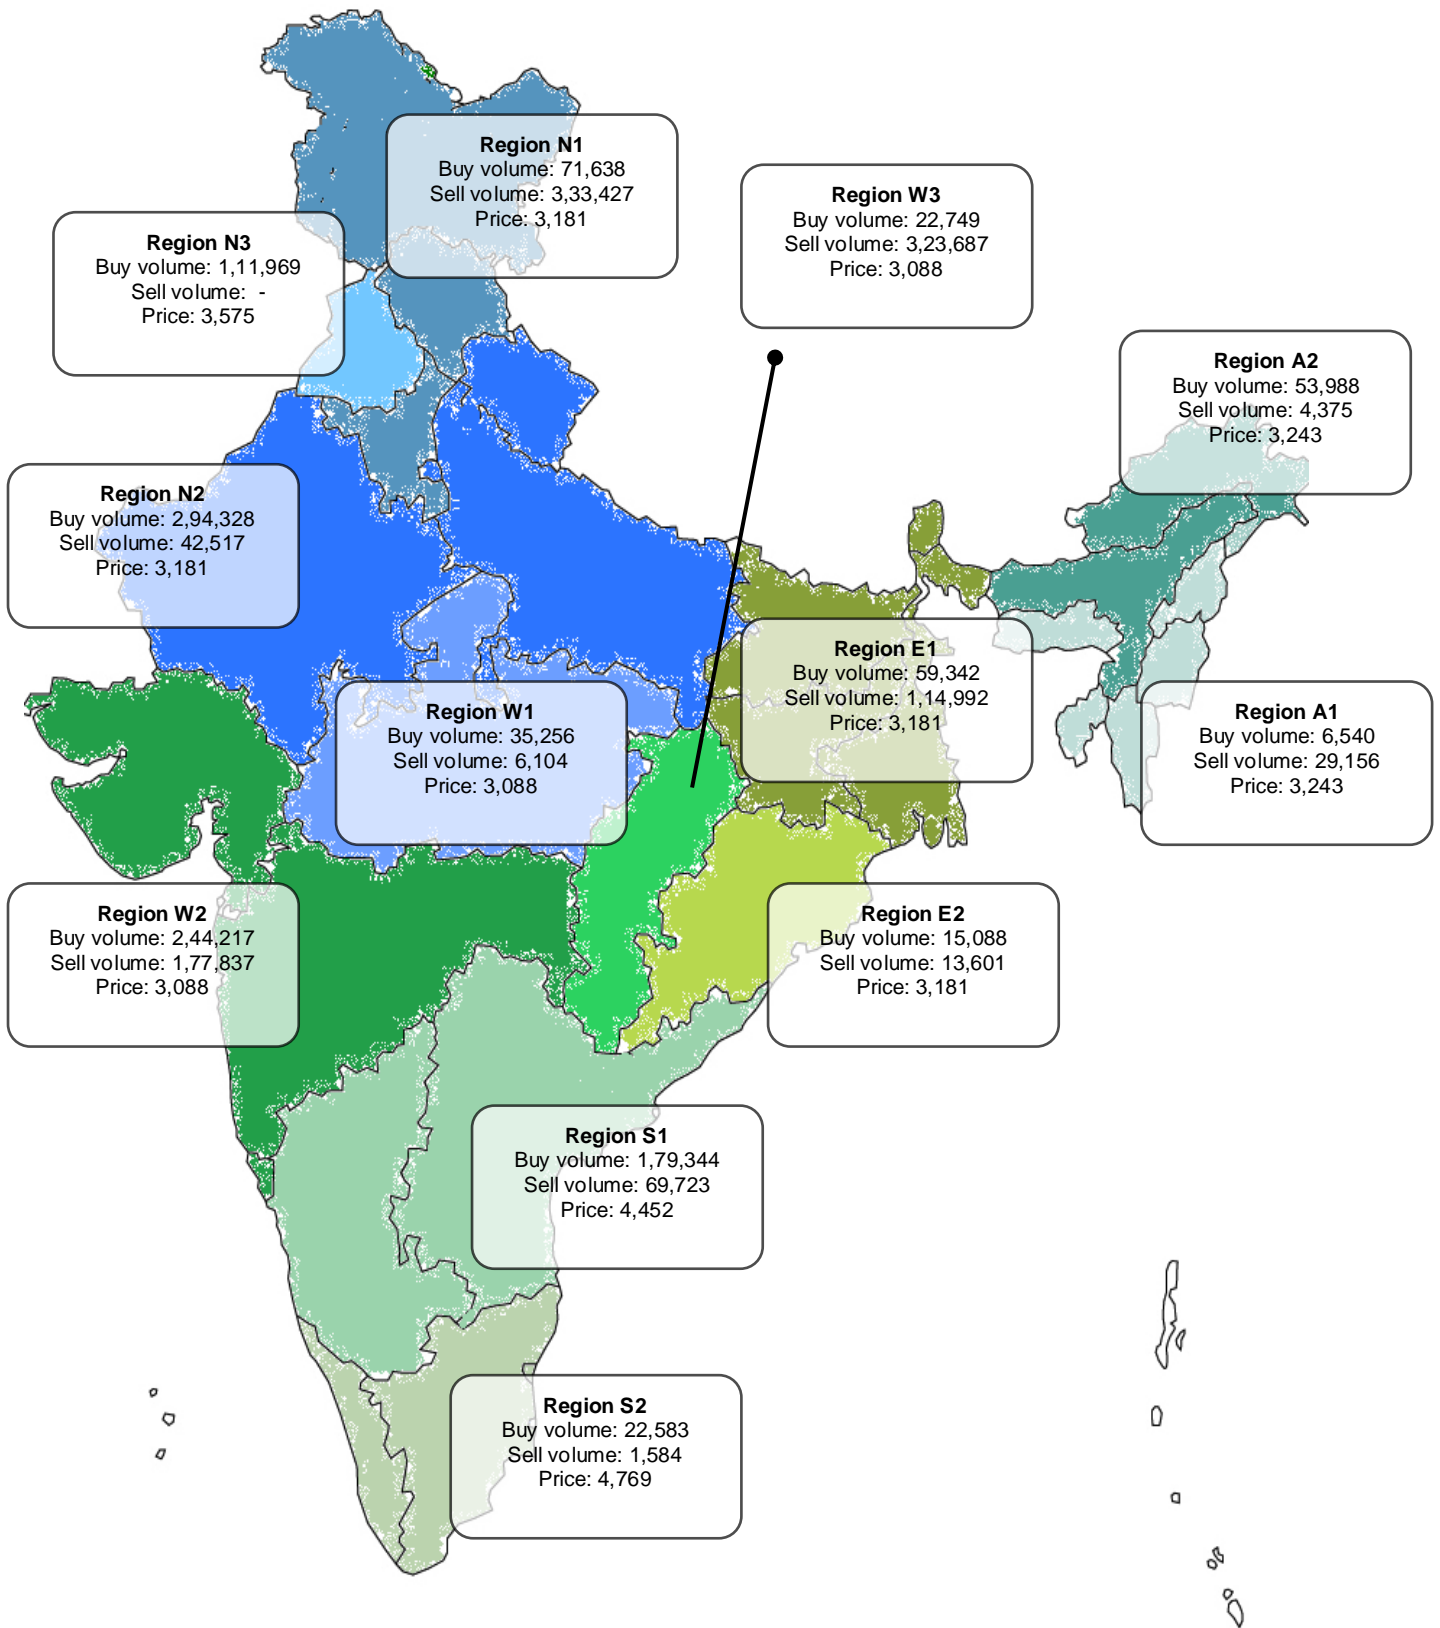 Region N1
Buy volume: 71,638
Sell volume: 3,33,427
Price: 3,181
Region W3
Buy volume: 22,749
Sell volume: 3,23,687
Price: 3,088
Region N3
Buy volume: 1,11,969
Sell volume: -
Price: 3,575
Region A2
Buy volume: 53,988
Sell volume: 4,375
Price: 3,243
Region N2
Buy volume: 2,94,328
Sell volume: 42,517
Price: 3,181
Region E1
Buy volume: 59,342
Sell volume: 1,14,992
Price: 3,181
Region W1
Buy volume: 35,256
Sell volume: 6,104
Price: 3,088
Region A1
Buy volume: 6,540
Sell volume: 29,156
Price: 3,243
Region W2
Buy volume: 2,44,217
Sell volume: 1,77,837
Price: 3,088
Region E2
Buy volume: 15,088
Sell volume: 13,601
Price: 3,181
Region S1
Buy volume: 1,79,344
Sell volume: 69,723
Price: 4,452
Region S2
Buy volume: 22,583
Sell volume: 1,584
Price: 4,769